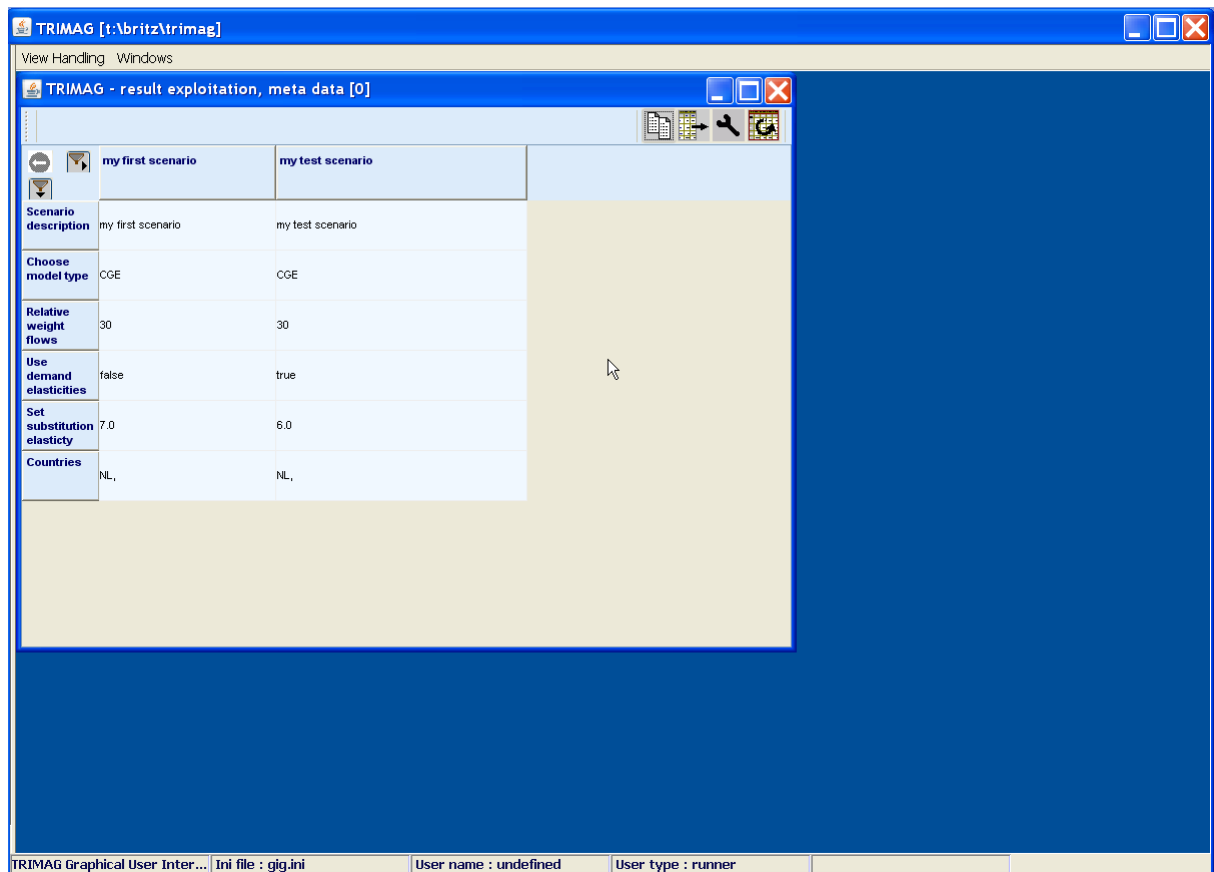 TRIMAG [t:\britz\trimag]
View Handling Windows
TRIMAG - result exploitation, meta data [0]
my first scenario my test scenario
Scenario
description my first scenario my test scenario
Choose
model type CGE CGE
Relative
weight 30 30
flows
Use
demand false true
elasticities
Set
substitution 7.0 6.0
elasticty
Countries
NL, NL,
TRIMAG Graphical User Inter... Ini file : gig.ini User name : undefined User type : runner